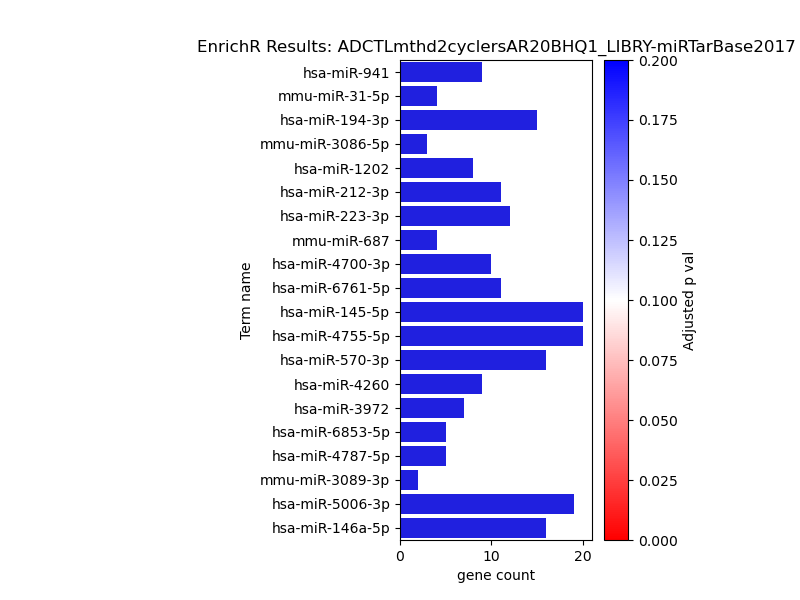 EnrichR Results: ADCTLmthd2cyclersAR20BHQ1_LIBRY-miRTarBase2017
hsa-miR-941
mmu-miR-31-5p
hsa-miR-194-3p
mmu-miR-3086-5p
hsa-miR-1202
hsa-miR-212-3p
hsa-miR-223-3p
mmu-miR-687
hsa-miR-4700-3p
hsa-miR-6761-5p
hsa-miR-145-5p
hsa-miR-4755-5p
hsa-miR-570-3p
hsa-miR-4260
hsa-miR-3972
hsa-miR-6853-5p
hsa-miR-4787-5p
mmu-miR-3089-3p
hsa-miR-5006-3p
hsa-miR-146a-5p
Term name
0 10 20
gene count
0.200
0.175
0.150
0.125
0.100
0.075
0.050
0.025
0.000
Adjusted p val